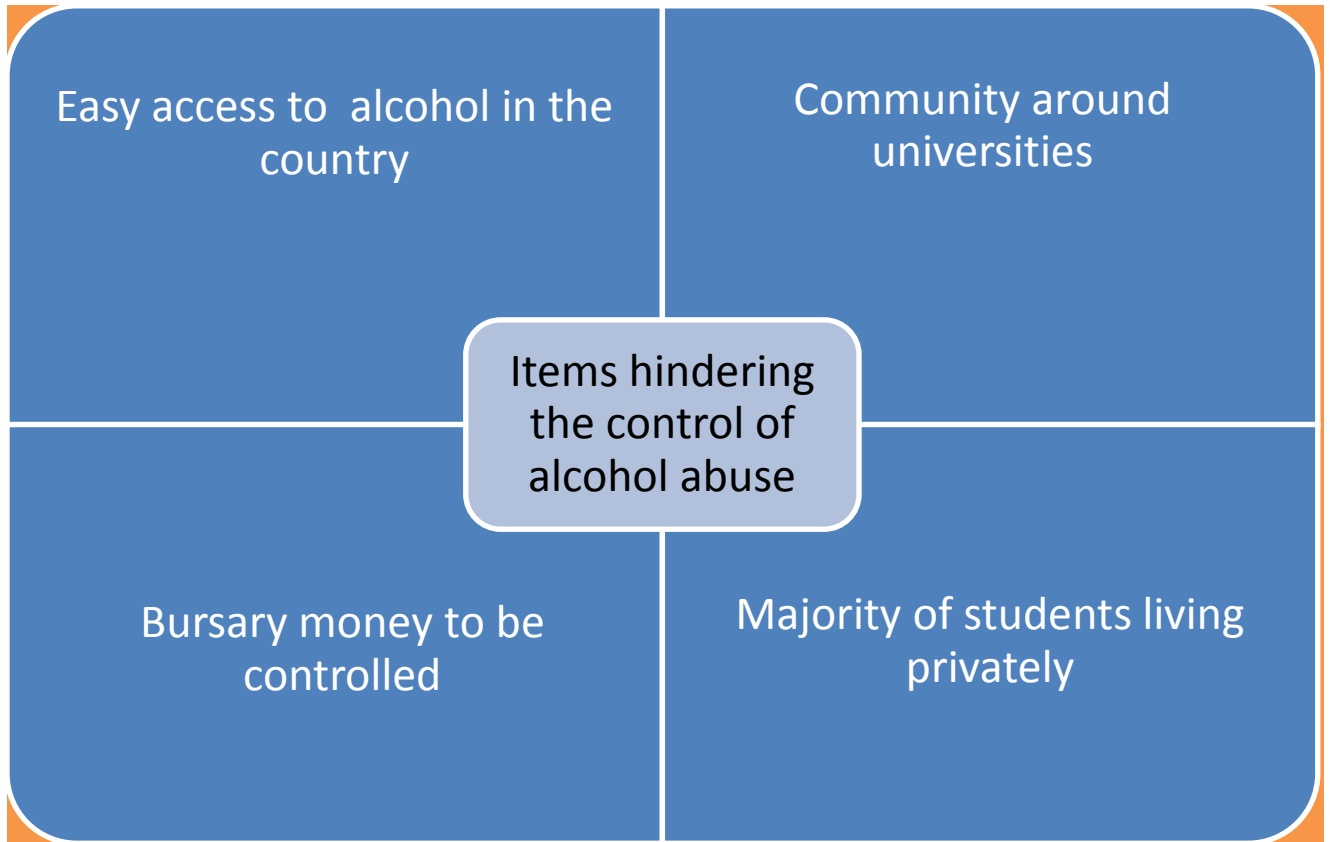 Easy access to alcohol in the
country
Community around
universities
Items hindering
the control of
alcohol abuse
Bursary money to be
controlled
Majority of students living
privately